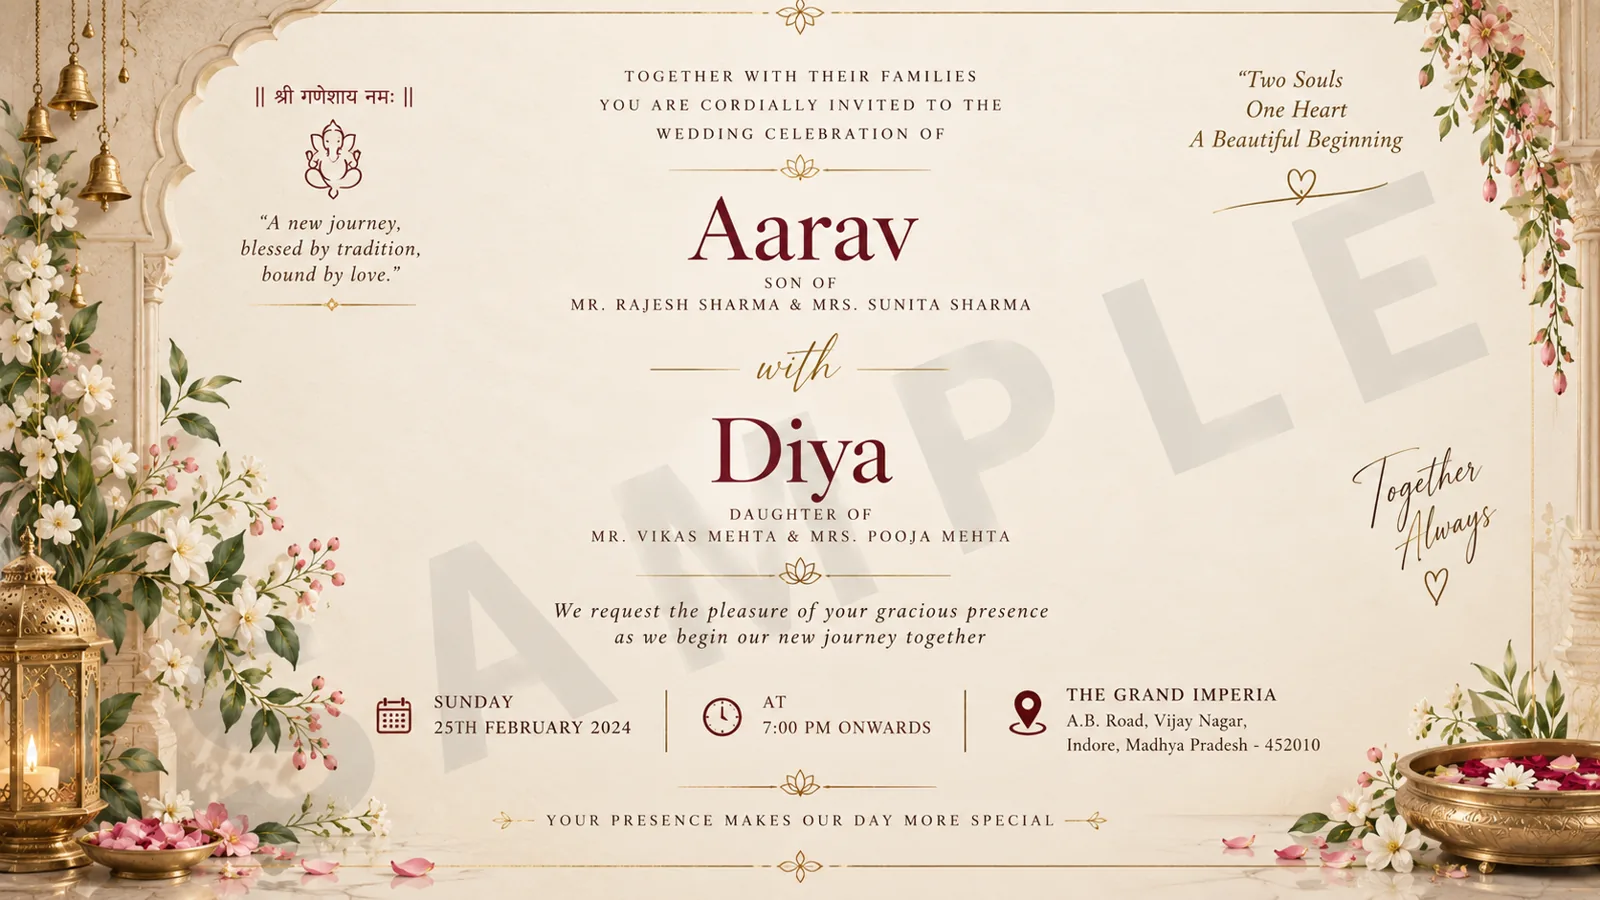 || श्री गणेशाय नमः ||
“A new journey,
blessed by tradition,
bound by love.”
TOGETHER WITH THEIR FAMILIES
YOU ARE CORDIALLY INVITED TO THE
WEDDING CELEBRATION OF
Aarav
SON OF
MR. RAJESH SHARMA & MRS. SUNITA SHARMA
with
Diya
DAUGHTER OF
MR. VIKAS MEHTA & MRS. POOJA MEHTA
We request the pleasure of your gracious presence
as we begin our new journey together
“Two Souls
One Heart
A Beautiful Beginning
Together
Always
SUNDAY
25TH FEBRUARY 2024
AT
7:00 PM ONWARDS
THE GRAND IMPERIA
A.B. Road, Vijay Nagar,
Indore, Madhya Pradesh - 452010
YOUR PRESENCE MAKES OUR DAY MORE SPECIAL
SAMPLE